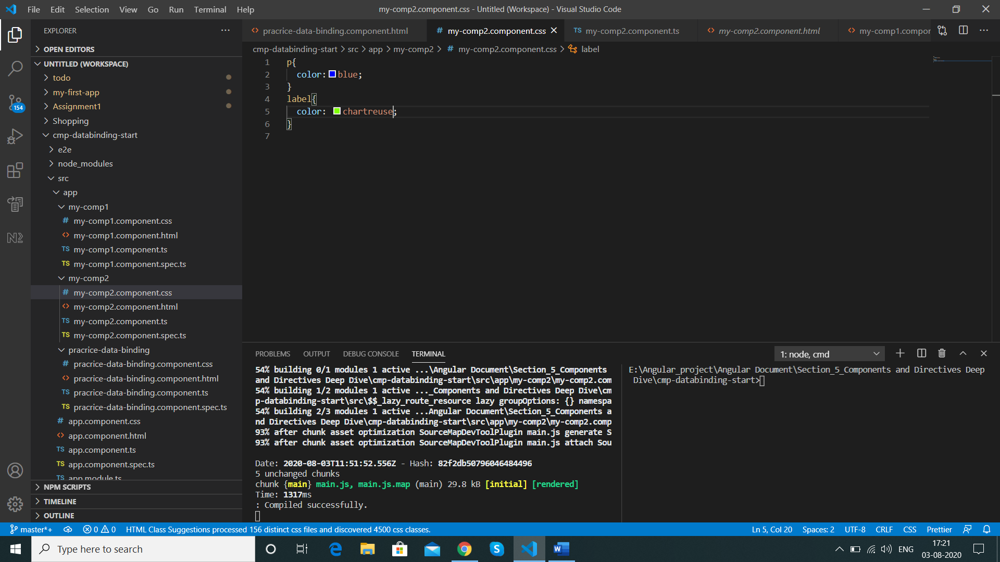 File Edit Selection View Go Run Terminal Help
my-comp2.component.css - Untitled (Workspace) - Visual Studio Code
EXPLORER
pracrice-data-binding.component.html
# my-comp2.component.css
TS my-comp2.component.ts
my-comp2.component.html
my-comp1.compor
OPEN EDITORS
cmp-databinding-start > src > app > my-comp2 > # my-comp2.component.css > label
UNTITLED (WORKSPACE)
todo
my-first-app
Assignment1
Shopping
cmp-databinding-start
e2e
node_modules
src
app
my-comp1
# my-comp1.component.css
<> my-comp1.component.html
TS my-comp1.component.ts
TS my-comp1.component.spec.ts
my-comp2
# my-comp2.component.css
<> my-comp2.component.html
TS my-comp2.component.ts
TS my-comp2.component.spec.ts
pracrice-data-binding
# pracrice-data-binding.component.css
<> pracrice-data-binding.component.html
TS pracrice-data-binding.component.ts
TS pracrice-data-binding.component.spec.ts
# app.component.css
<> app.component.html
TS app.component.ts
TS app.component.spec.ts
TS app.module.ts
NPM SCRIPTS
TIMELINE
OUTLINE
154
1 p{
2 color: blue;
3 }
4 label{
5 color: chartreuse;
6 }
7
PROBLEMS OUTPUT DEBUG CONSOLE TERMINAL
1: node, cmd
54% building 0/1 modules 1 active ...\Angular Document\Section_5_Components
and Directives Deep Dive\cmp-databinding-start\src\app\my-comp2\my-comp2.com
54% building 1/2 modules 1 active ..._Components and Directives Deep Dive\cm
p-databinding-start\src\$$_lazy_route_resource lazy groupOptions: {} namespa
54% building 2/3 modules 1 active ...Angular Document\Section_5_Components a
nd Directives Deep Dive\cmp-databinding-start\src\app\my-comp2\my-comp2.comp
93% after chunk asset optimization SourceMapDevToolPlugin main.js generate S
93% after chunk asset optimization SourceMapDevToolPlugin main.js attach Sou
Date: 2020-08-03T11:51:52.556Z - Hash: 82f2db50796046484496
5 unchanged chunks
chunk {main} main.js, main.js.map (main) 29.8 kB [initial] [rendered]
Time: 1317ms
: Compiled successfully.
E:\Angular_project\Angular Document\Section_5_Components and Directives Deep
Dive\cmp-databinding-start>
master*+ 0 0 HTML Class Suggestions processed 156 distinct css files and discovered 4500 css classes.
Ln 5, Col 20 Spaces: 2 UTF-8 CRLF CSS Prettier
Type here to search
ENG
17:21
03-08-2020